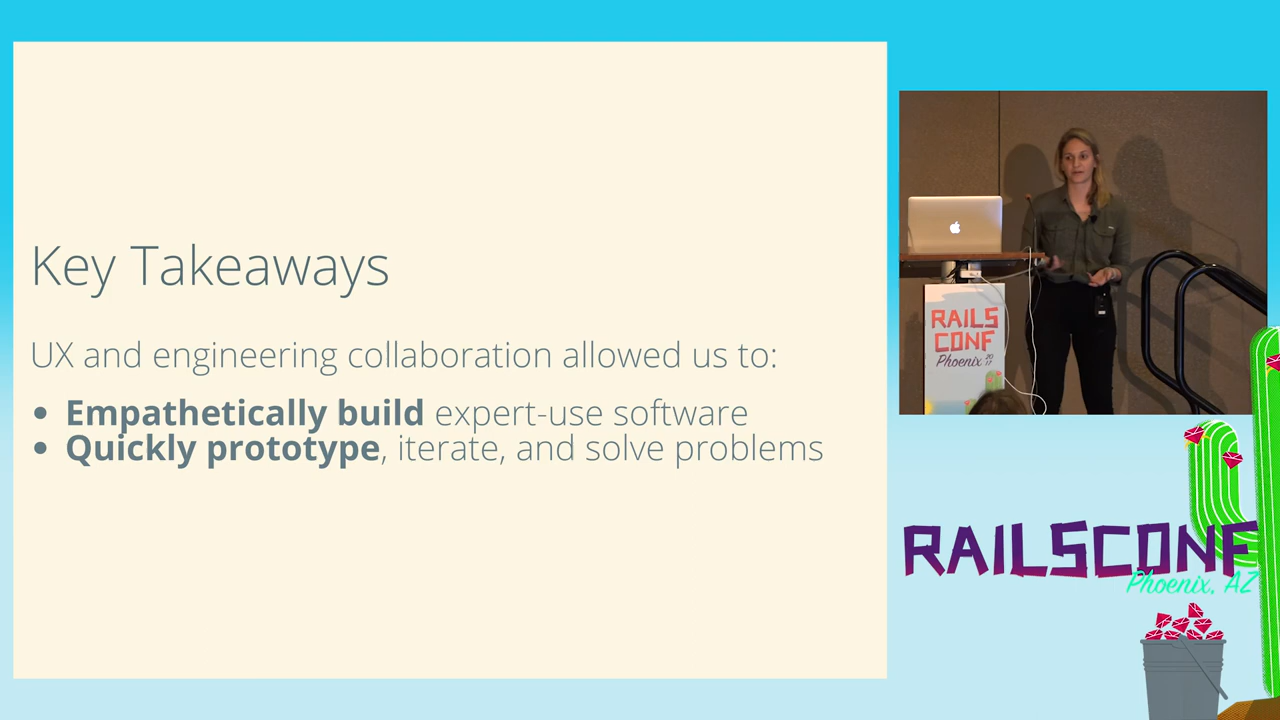 Key Takeaways
UX and engineering collaboration allowed us to:
• Empathetically build expert-use software
• Quickly prototype, iterate, and solve problems
RAILS
CONF
Phoenix 20
17
RAILSCONF
Phoenix, AZ